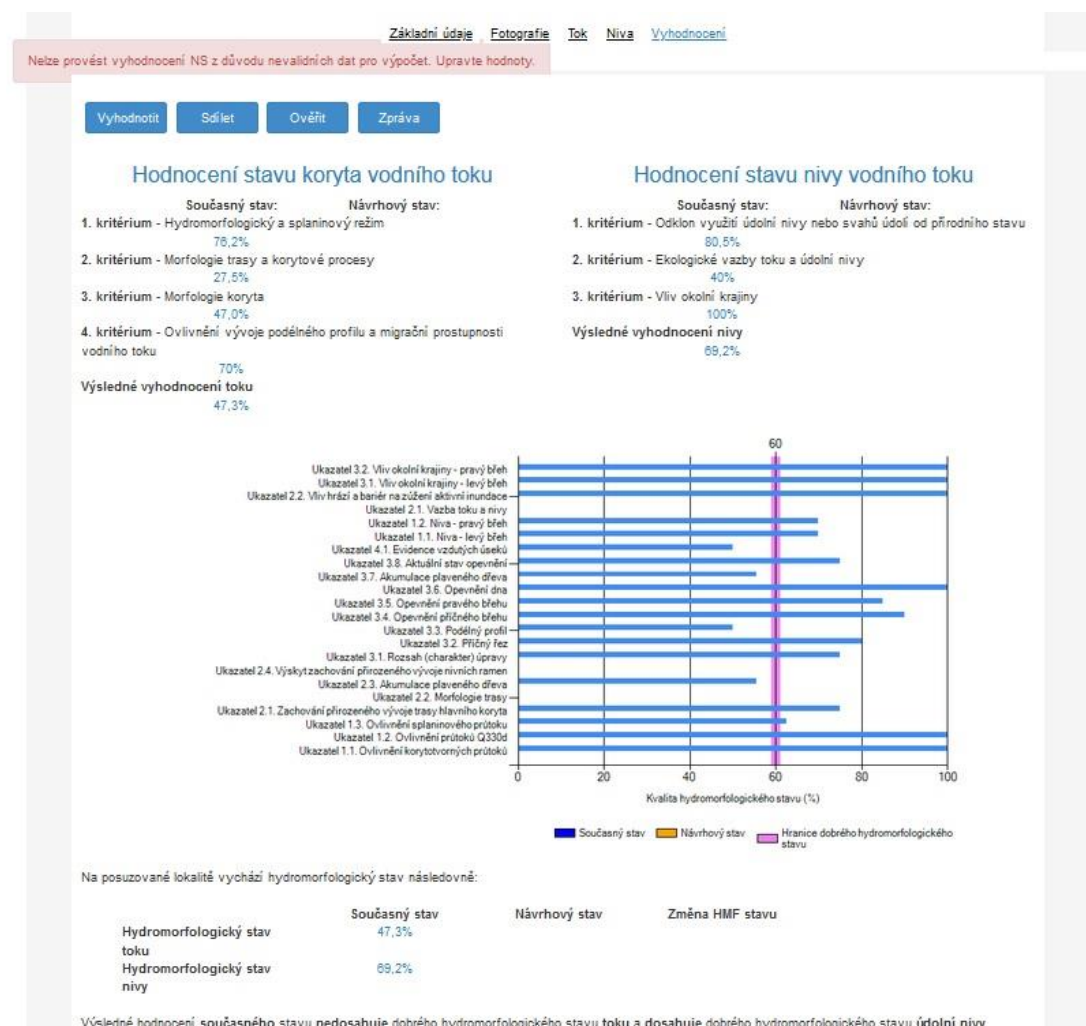 Základní údaje Fotografie Tok Niva Vyhodnocení
Nelze provést vyhodnocení NS z důvodu nevalidních dat pro výpočet. Upravte hodnoty.
Vyhodnotit Sdílet Ověřit Zpráva
Hodnocení stavu koryta vodního toku
Současný stav: Návrhový stav:
1. kritérium - Hydromorfologický a splaninový režim
76,2%
2. kritérium - Morfologie trasy a korytové procesy
27,5%
3. kritérium - Morfologie koryta
47,0%
4. kritérium - Ovlivnění vývoje podélného profilu a migrační prostupnosti
vodního toku
70%
Výsledné vyhodnocení toku
47,3%
Hodnocení stavu nivy vodního toku
Současný stav: Návrhový stav:
1. kritérium - Odklon využití údolní nivy nebo svahů údolí od přírodního stavu
80,5%
2. kritérium - Ekologické vazby toku a údolní nivy
40%
3. kritérium - Vliv okolní krajiny
100%
Výsledné vyhodnocení nivy
69,2%
60
Ukazatel 3.2. Vliv okolní krajiny - pravý břeh
Ukazatel 3.1. Vliv okolní krajiny - levý břeh
Ukazatel 2.2. Vliv hrází a bariér na zúžení aktivní inundace
Ukazatel 2.1. Vazba toku a nivy
Ukazatel 1.2. Niva - pravý břeh
Ukazatel 1.1. Niva - levý břeh
Ukazatel 4.1. Evidence vzdutých úseků
Ukazatel 3.8. Aktuální stav opevnění
Ukazatel 3.7. Akumulace plaveného dřeva
Ukazatel 3.6. Opevnění dna
Ukazatel 3.5. Opevnění pravého břehu
Ukazatel 3.4. Opevnění příčného břehu
Ukazatel 3.3. Podélný profil
Ukazatel 3.2. Příčný řez
Ukazatel 3.1. Rozsah (charakter) úpravy
Ukazatel 2.4. Výskyt zachování přirozeného vývoje nivních ramen
Ukazatel 2.3. Akumulace plaveného dřeva
Ukazatel 2.2. Morfologie trasy
Ukazatel 2.1. Zachování přirozeného vývoje trasy hlavního koryta
Ukazatel 1.3. Ovlivnění splaninového průtoku
Ukazatel 1.2. Ovlivnění průtoků Q330d
Ukazatel 1.1. Ovlivnění korytotvorných průtoků
0 20 40 60 80 100
Kvalita hydromorfologického stavu (%)
Současný stav Návrhový stav Hranice dobrého hydromorfologického
stavu
Na posuzované lokalitě vychází hydromorfologický stav následovně:
Současný stav Návrhový stav Změna HMF stavu
Hydromorfologický stav 47,3%
toku
Hydromorfologický stav 69,2%
nivy
Výsledné hodnocení současného stavu nedosahuje dobrého hydromorfologického stavu toku a dosahuje dobrého hydromorfologického stavu údolní nivy